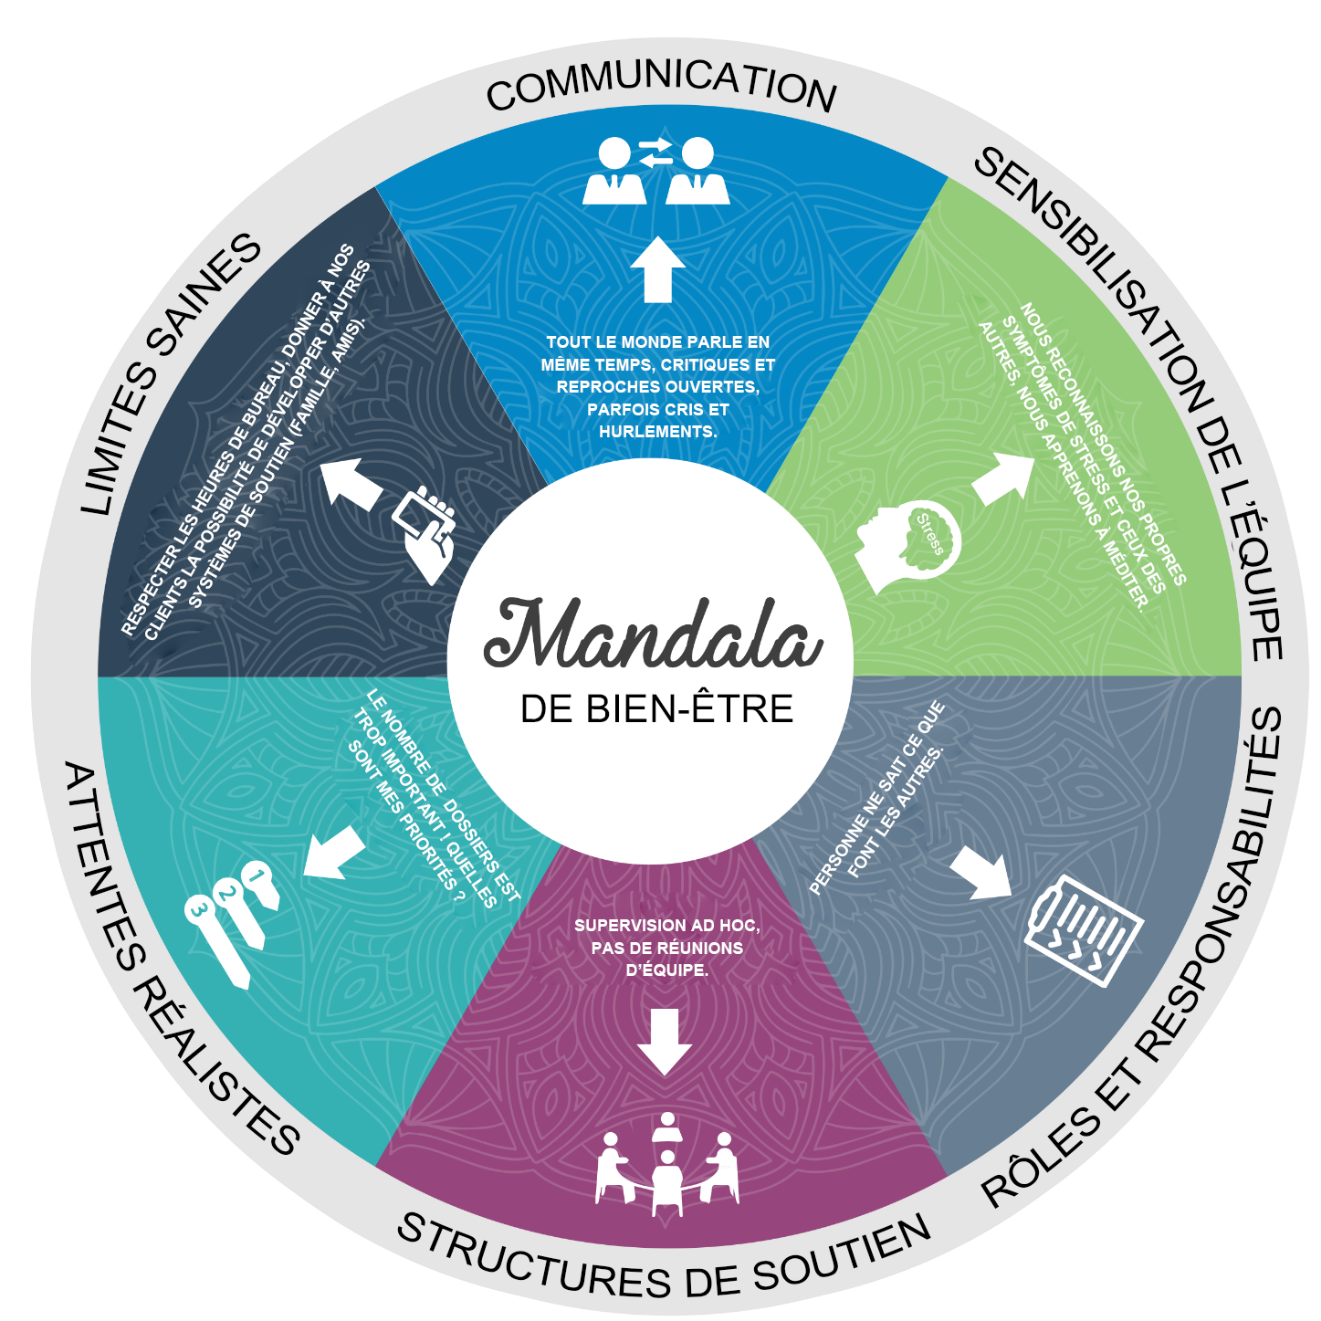 COMMUNICATION
TOUT LE MONDE PARLE EN
MÊME TEMPS, CRITIQUES ET
REPROCHES OUVERTES,
PARFOIS CRIS ET
HURLEMENTS.
SENSIBILISATION DE L'ÉQUIPE
NOUS RECONNAISSONS NOS PROPRES
SYMPTÔMES DE STRESS ET CEUX DES
AUTRES. NOUS APPRENONS À MÉDITER.
Stress
RÔLES ET RESPONSABILITÉS
PERSONNE NE SAIT CE QUE
FONT LES AUTRES.
STRUCTURES DE SOUTIEN
SUPERVISION AD HOC,
PAS DE RÉUNIONS
D'ÉQUIPE.
ATTENTES RÉALISTES
LE NOMBRE DE DOSSIERS EST
TROP IMPORTANT ! QUELLES
SONT MES PRIORITÉS ?
1
2
3
LIMITES SAINES
RESPECTER LES HEURES DE BUREAU, DONNER À NOS
CLIENTS LA POSSIBILITÉ DE DÉVELOPPER D'AUTRES
SYSTÈMES DE SOUTIEN (FAMILLE, AMIS).
Mandala
DE BIEN-ÊTRE